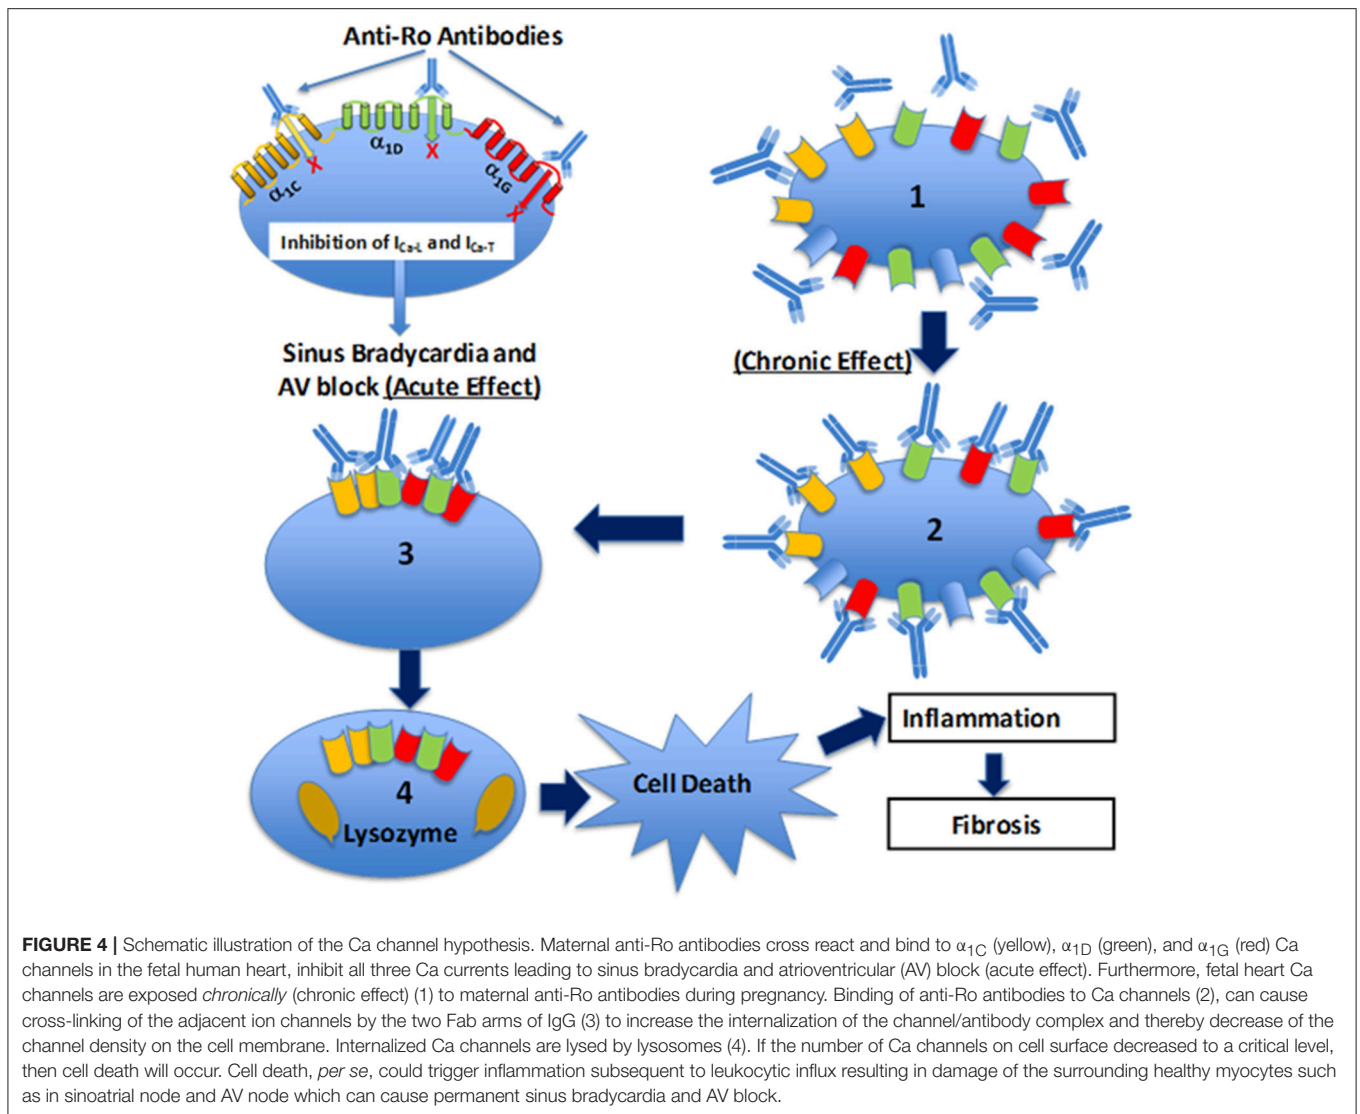 Anti-Ro Antibodies
α1C
α1D
α1G
X
X
X
Inhibition of ICa-L and ICa-T
Sinus Bradycardia and
AV block (Acute Effect)
1
(Chronic Effect)
2
3
4
Lysozyme
Cell Death
Inflammation
Fibrosis
FIGURE 4 | Schematic illustration of the Ca channel hypothesis. Maternal anti-Ro antibodies cross react and bind to α1C (yellow), α1D (green), and α1G (red) Ca
channels in the fetal human heart, inhibit all three Ca currents leading to sinus bradycardia and atrioventricular (AV) block (acute effect). Furthermore, fetal heart Ca
channels are exposed chronically (chronic effect) (1) to maternal anti-Ro antibodies during pregnancy. Binding of anti-Ro antibodies to Ca channels (2), can cause
cross-linking of the adjacent ion channels by the two Fab arms of IgG (3) to increase the internalization of the channel/antibody complex and thereby decrease of the
channel density on the cell membrane. Internalized Ca channels are lysed by lysosomes (4). If the number of Ca channels on cell surface decreased to a critical level,
then cell death will occur. Cell death, per se, could trigger inflammation subsequent to leukocytic influx resulting in damage of the surrounding healthy myocytes such
as in sinoatrial node and AV node which can cause permanent sinus bradycardia and AV block.